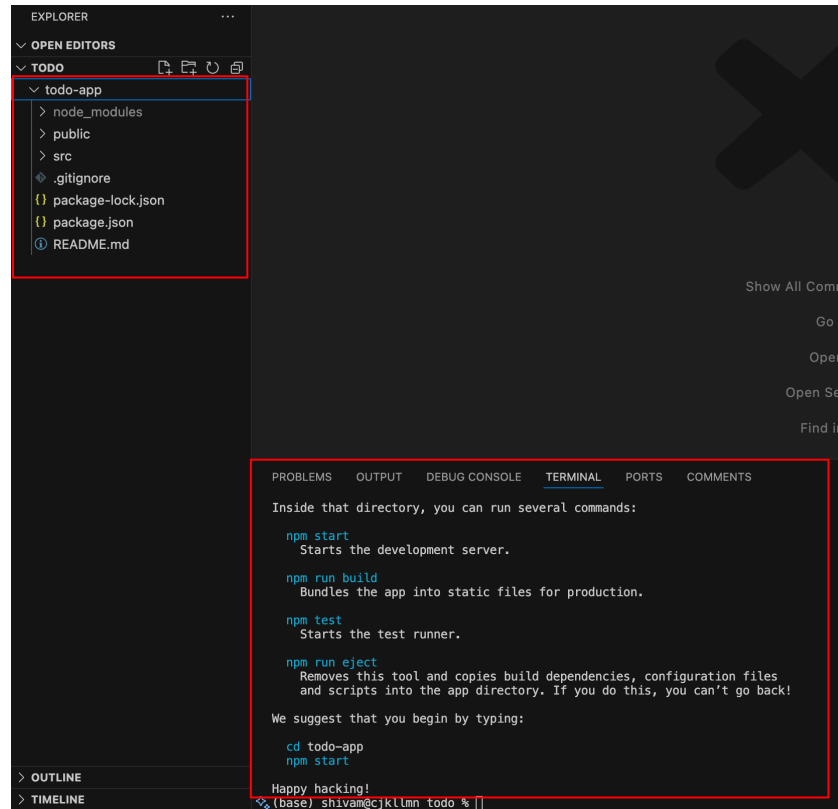 EXPLORER
OPEN EDITORS
TODO
todo-app
node_modules
public
src
.gitignore
package-lock.json
package.json
README.md
OUTLINE
TIMELINE
Show All
Go
Find
PROBLEMS OUTPUT DEBUG CONSOLE TERMINAL PORTS COMMENTS
Inside that directory, you can run several commands:
npm start
Starts the development server.
npm run build
Bundles the app into static files for production.
npm test
Starts the test runner.
npm run eject
Removes this tool and copies build dependencies, configuration files
and scripts into the app directory. If you do this, you can’t go back!
We suggest that you begin by typing:
cd todo-app
npm start
Happy hacking!
(base) shivam@cjkllmn todo %